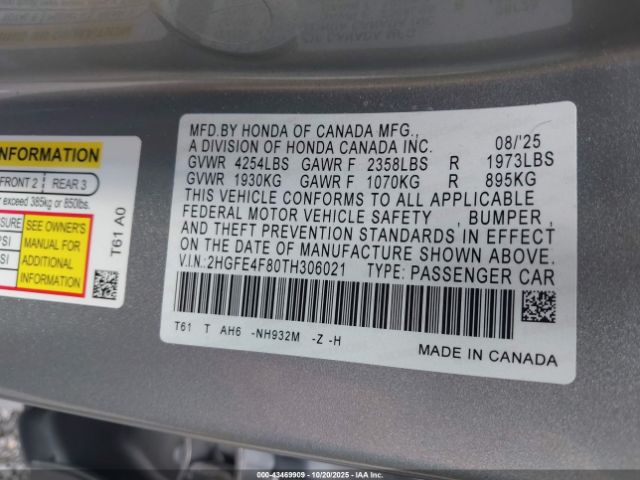 MFD.BY HONDA OF CANADA MFG.,
A DIVISION OF HONDA CANADA INC. 08/'25
GVWR 4254LBS GAWR F 2358LBS R 1973LBS
GVWR 1930KG GAWR F 1070KG R 895KG
THIS VEHICLE CONFORMS TO ALL APPLICABLE
FEDERAL MOTOR VEHICLE SAFETY , BUMPER ,
AND THEFT PREVENTION STANDARDS IN EFFECT
ON THE DATE OF MANUFACTURE SHOWN ABOVE.
V.I.N:2HGFE4F80TH306021 TYPE: PASSENGER CAR
T61 T AH6 -NH932M -Z -H
MADE IN CANADA
INFORMATION
FRONT 2 REAR 3
exceed 385kg or 850lbs.
SEE OWNER'S
MANUAL FOR
ADDITIONAL
INFORMATION
PSI
T61 A0
000-43469909 | 10/20/2025 | IAA, Inc.